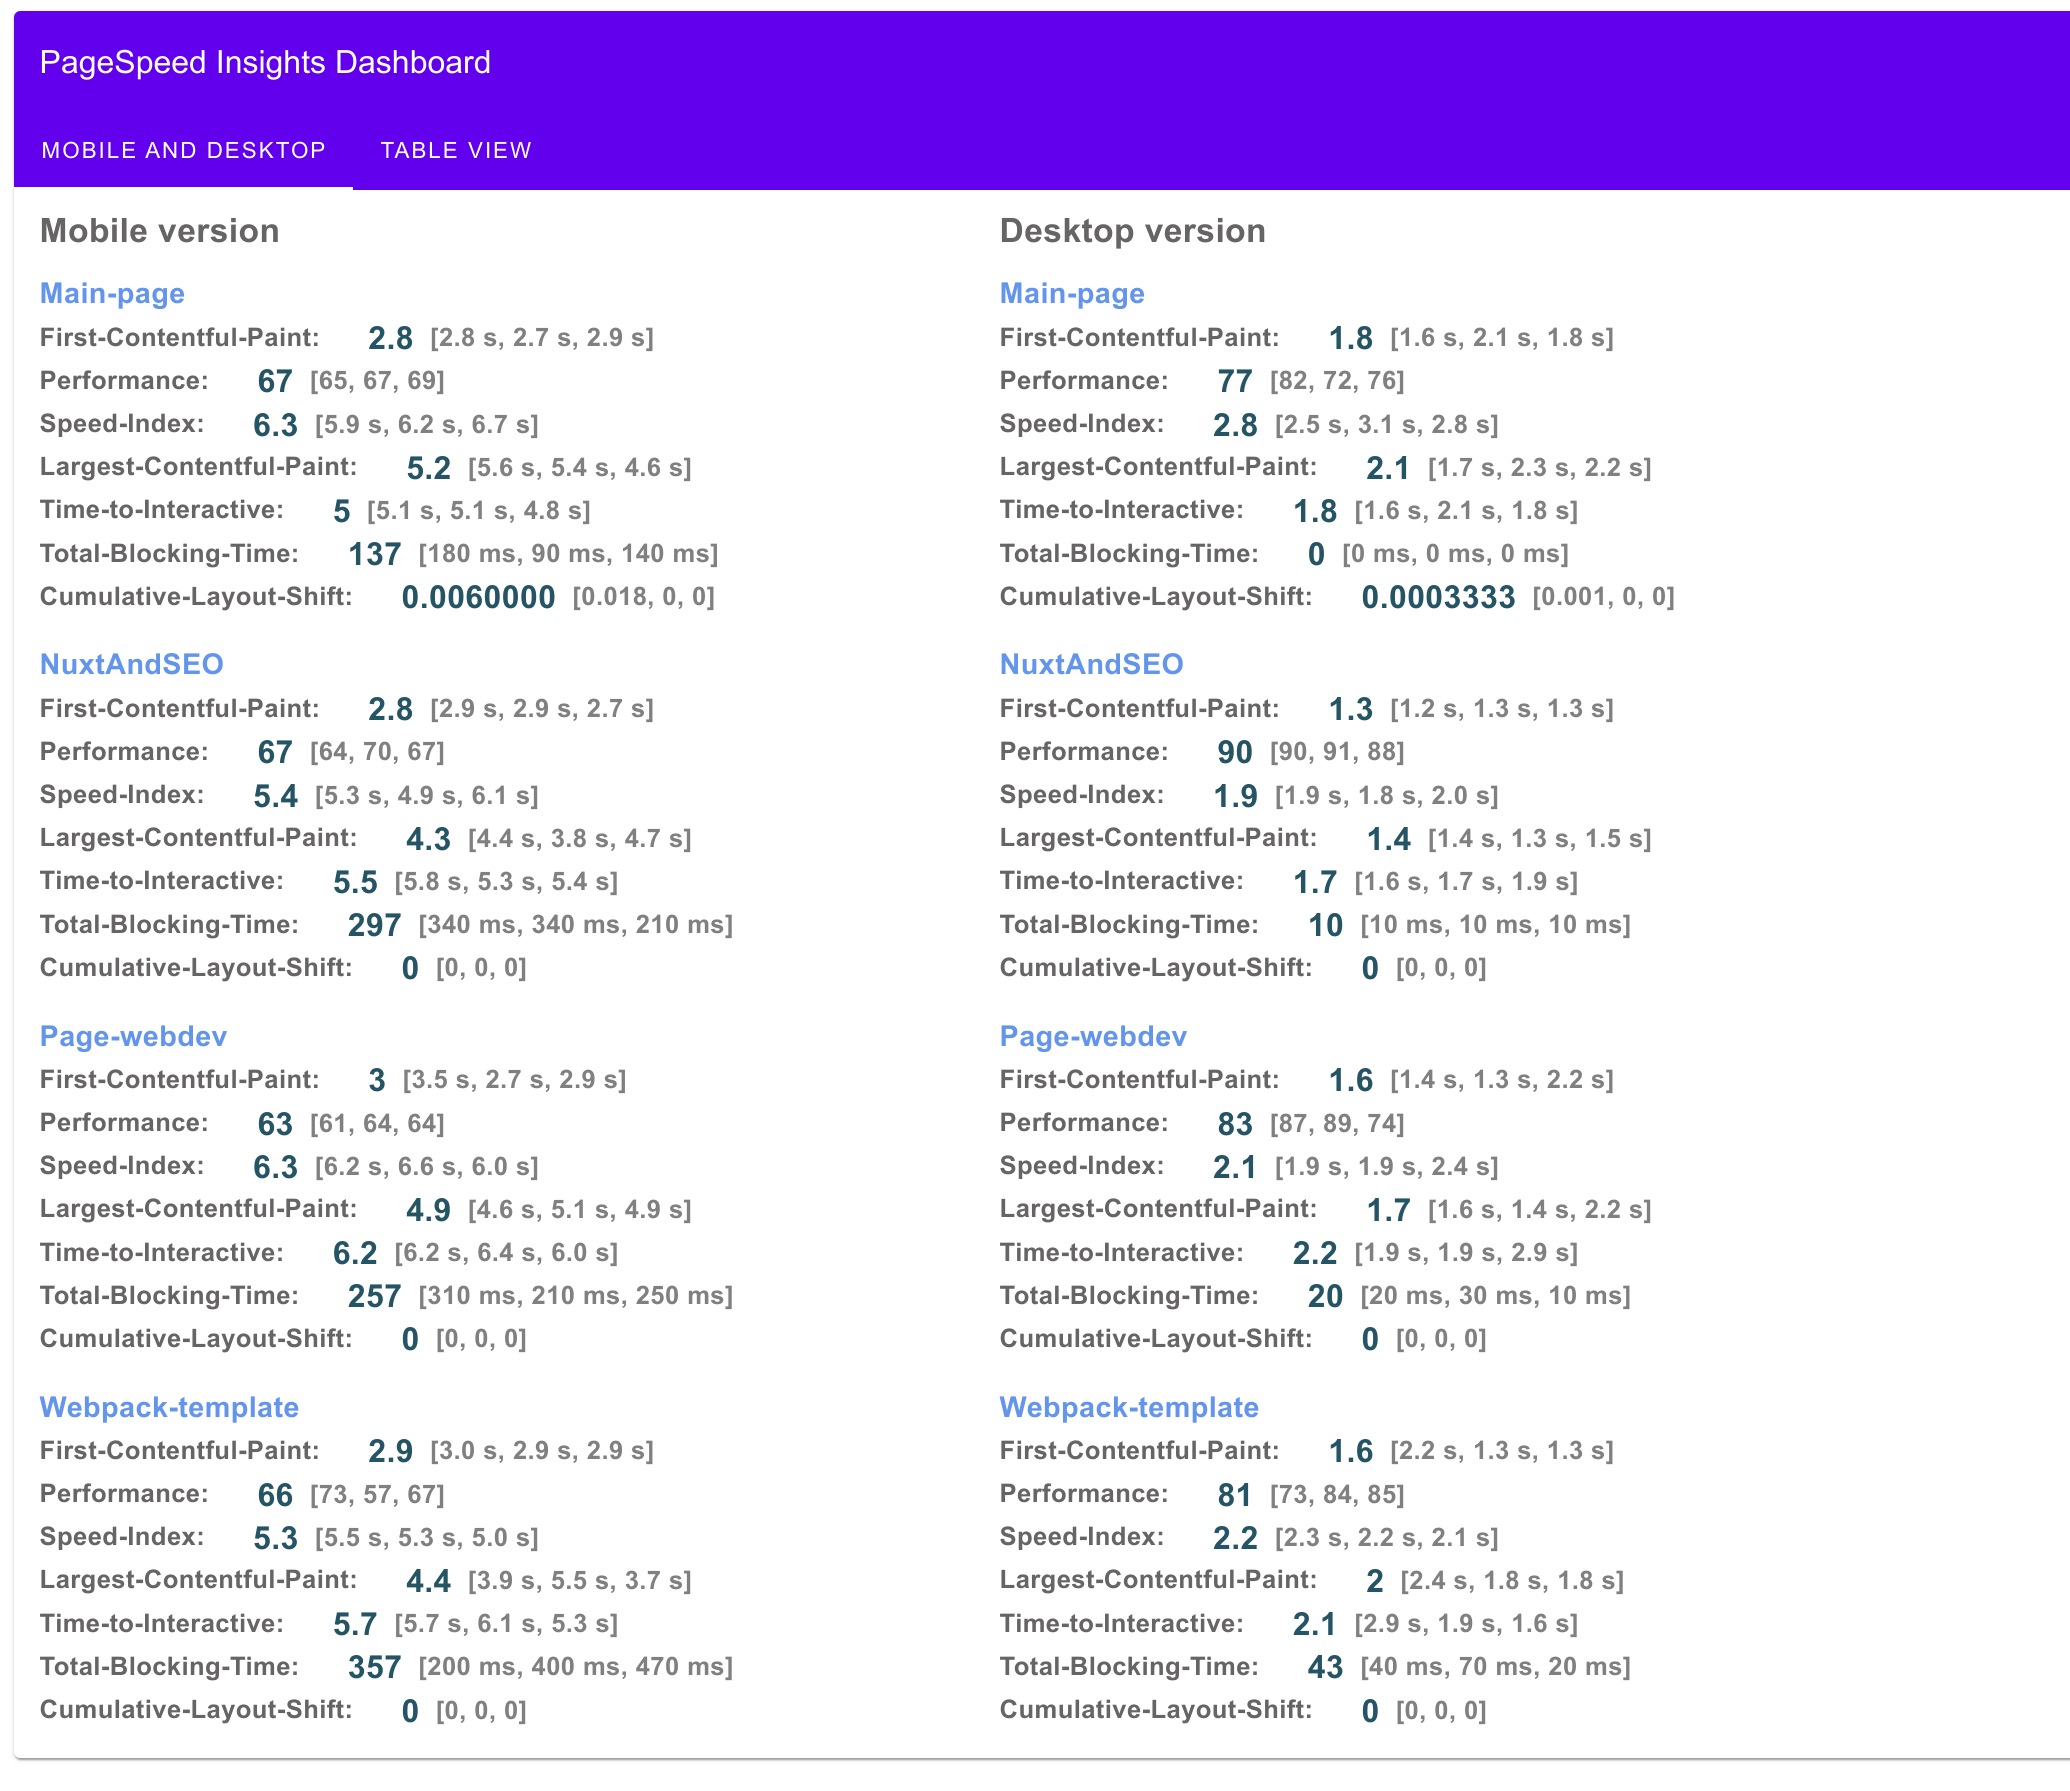 PageSpeed Insights Dashboard
MOBILE AND DESKTOP TABLE VIEW
Mobile version
Main-page
First-Contentful-Paint: 2.8 [2.8 s, 2.7 s, 2.9 s]
Performance: 67 [65, 67, 69]
Speed-Index: 6.3 [5.9 s, 6.2 s, 6.7 s]
Largest-Contentful-Paint: 5.2 [5.6 s, 5.4 s, 4.6 s]
Time-to-Interactive: 5 [5.1 s, 5.1 s, 4.8 s]
Total-Blocking-Time: 137 [180 ms, 90 ms, 140 ms]
Cumulative-Layout-Shift: 0.0060000 [0.018, 0, 0]
NuxtAndSEO
First-Contentful-Paint: 2.8 [2.9 s, 2.9 s, 2.7 s]
Performance: 67 [64, 70, 67]
Speed-Index: 5.4 [5.3 s, 4.9 s, 6.1 s]
Largest-Contentful-Paint: 4.3 [4.4 s, 3.8 s, 4.7 s]
Time-to-Interactive: 5.5 [5.8 s, 5.3 s, 5.4 s]
Total-Blocking-Time: 297 [340 ms, 340 ms, 210 ms]
Cumulative-Layout-Shift: 0 [0, 0, 0]
Page-webdev
First-Contentful-Paint: 3 [3.5 s, 2.7 s, 2.9 s]
Performance: 63 [61, 64, 64]
Speed-Index: 6.3 [6.2 s, 6.6 s, 6.0 s]
Largest-Contentful-Paint: 4.9 [4.6 s, 5.1 s, 4.9 s]
Time-to-Interactive: 6.2 [6.2 s, 6.4 s, 6.0 s]
Total-Blocking-Time: 257 [310 ms, 210 ms, 250 ms]
Cumulative-Layout-Shift: 0 [0, 0, 0]
Webpack-template
First-Contentful-Paint: 2.9 [3.0 s, 2.9 s, 2.9 s]
Performance: 66 [73, 57, 67]
Speed-Index: 5.3 [5.5 s, 5.3 s, 5.0 s]
Largest-Contentful-Paint: 4.4 [3.9 s, 5.5 s, 3.7 s]
Time-to-Interactive: 5.7 [5.7 s, 6.1 s, 5.3 s]
Total-Blocking-Time: 357 [200 ms, 400 ms, 470 ms]
Cumulative-Layout-Shift: 0 [0, 0, 0]
Desktop version
Main-page
First-Contentful-Paint: 1.8 [1.6 s, 2.1 s, 1.8 s]
Performance: 77 [82, 72, 76]
Speed-Index: 2.8 [2.5 s, 3.1 s, 2.8 s]
Largest-Contentful-Paint: 2.1 [1.7 s, 2.3 s, 2.2 s]
Time-to-Interactive: 1.8 [1.6 s, 2.1 s, 1.8 s]
Total-Blocking-Time: 0 [0 ms, 0 ms, 0 ms]
Cumulative-Layout-Shift: 0.0003333 [0.001, 0, 0]
NuxtAndSEO
First-Contentful-Paint: 1.3 [1.2 s, 1.3 s, 1.3 s]
Performance: 90 [90, 91, 88]
Speed-Index: 1.9 [1.9 s, 1.8 s, 2.0 s]
Largest-Contentful-Paint: 1.4 [1.4 s, 1.3 s, 1.5 s]
Time-to-Interactive: 1.7 [1.6 s, 1.7 s, 1.9 s]
Total-Blocking-Time: 10 [10 ms, 10 ms, 10 ms]
Cumulative-Layout-Shift: 0 [0, 0, 0]
Page-webdev
First-Contentful-Paint: 1.6 [1.4 s, 1.3 s, 2.2 s]
Performance: 83 [87, 89, 74]
Speed-Index: 2.1 [1.9 s, 1.9 s, 2.4 s]
Largest-Contentful-Paint: 1.7 [1.6 s, 1.4 s, 2.2 s]
Time-to-Interactive: 2.2 [1.9 s, 1.9 s, 2.9 s]
Total-Blocking-Time: 20 [20 ms, 30 ms, 10 ms]
Cumulative-Layout-Shift: 0 [0, 0, 0]
Webpack-template
First-Contentful-Paint: 1.6 [2.2 s, 1.3 s, 1.3 s]
Performance: 81 [73, 84, 85]
Speed-Index: 2.2 [2.3 s, 2.2 s, 2.1 s]
Largest-Contentful-Paint: 2 [2.4 s, 1.8 s, 1.8 s]
Time-to-Interactive: 2.1 [2.9 s, 1.9 s, 1.6 s]
Total-Blocking-Time: 43 [40 ms, 70 ms, 20 ms]
Cumulative-Layout-Shift: 0 [0, 0, 0]